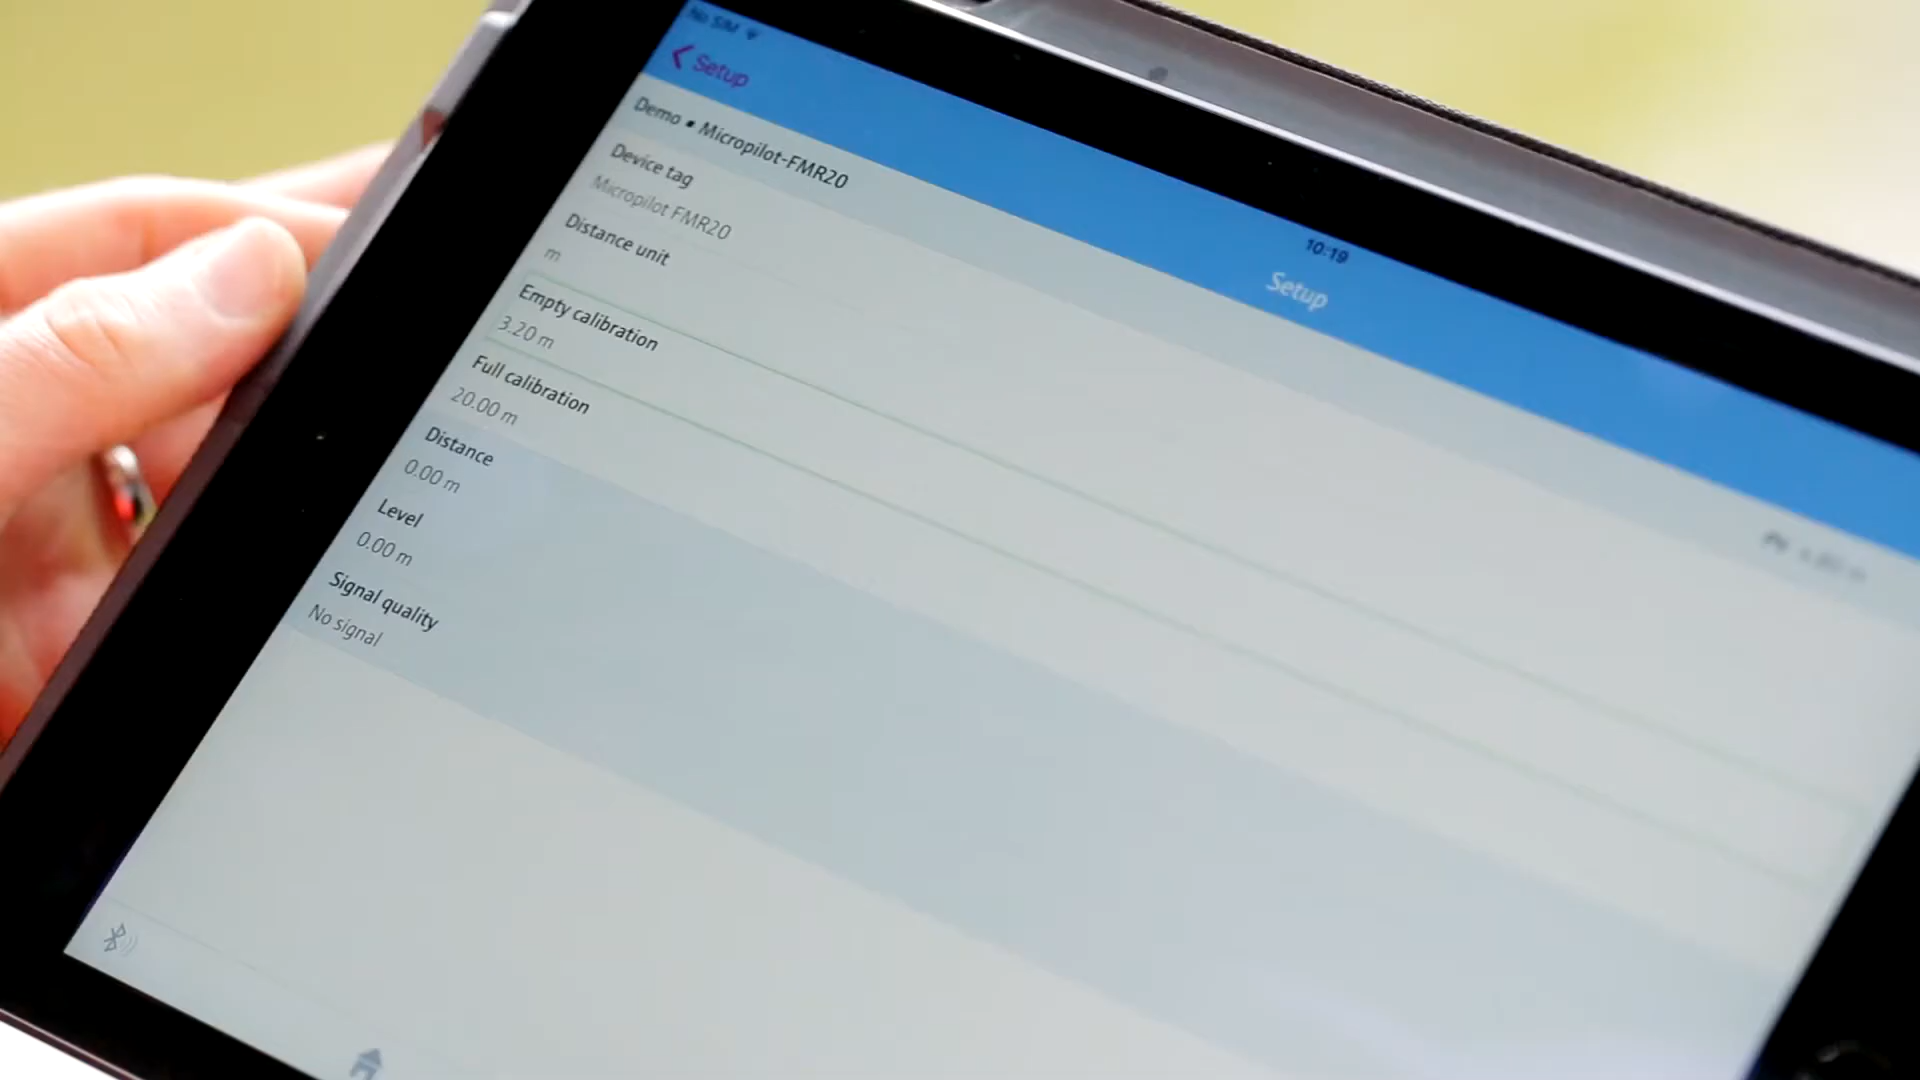 No SIM
10:19
Setup
Setup
Demo • Micropilot-FMR20
Device tag
Micropilot FMR20
Distance unit
m
Empty calibration
3.20 m
Full calibration
20.00 m
Distance
0.00 m
Level
0.00 m
Signal quality
No signal